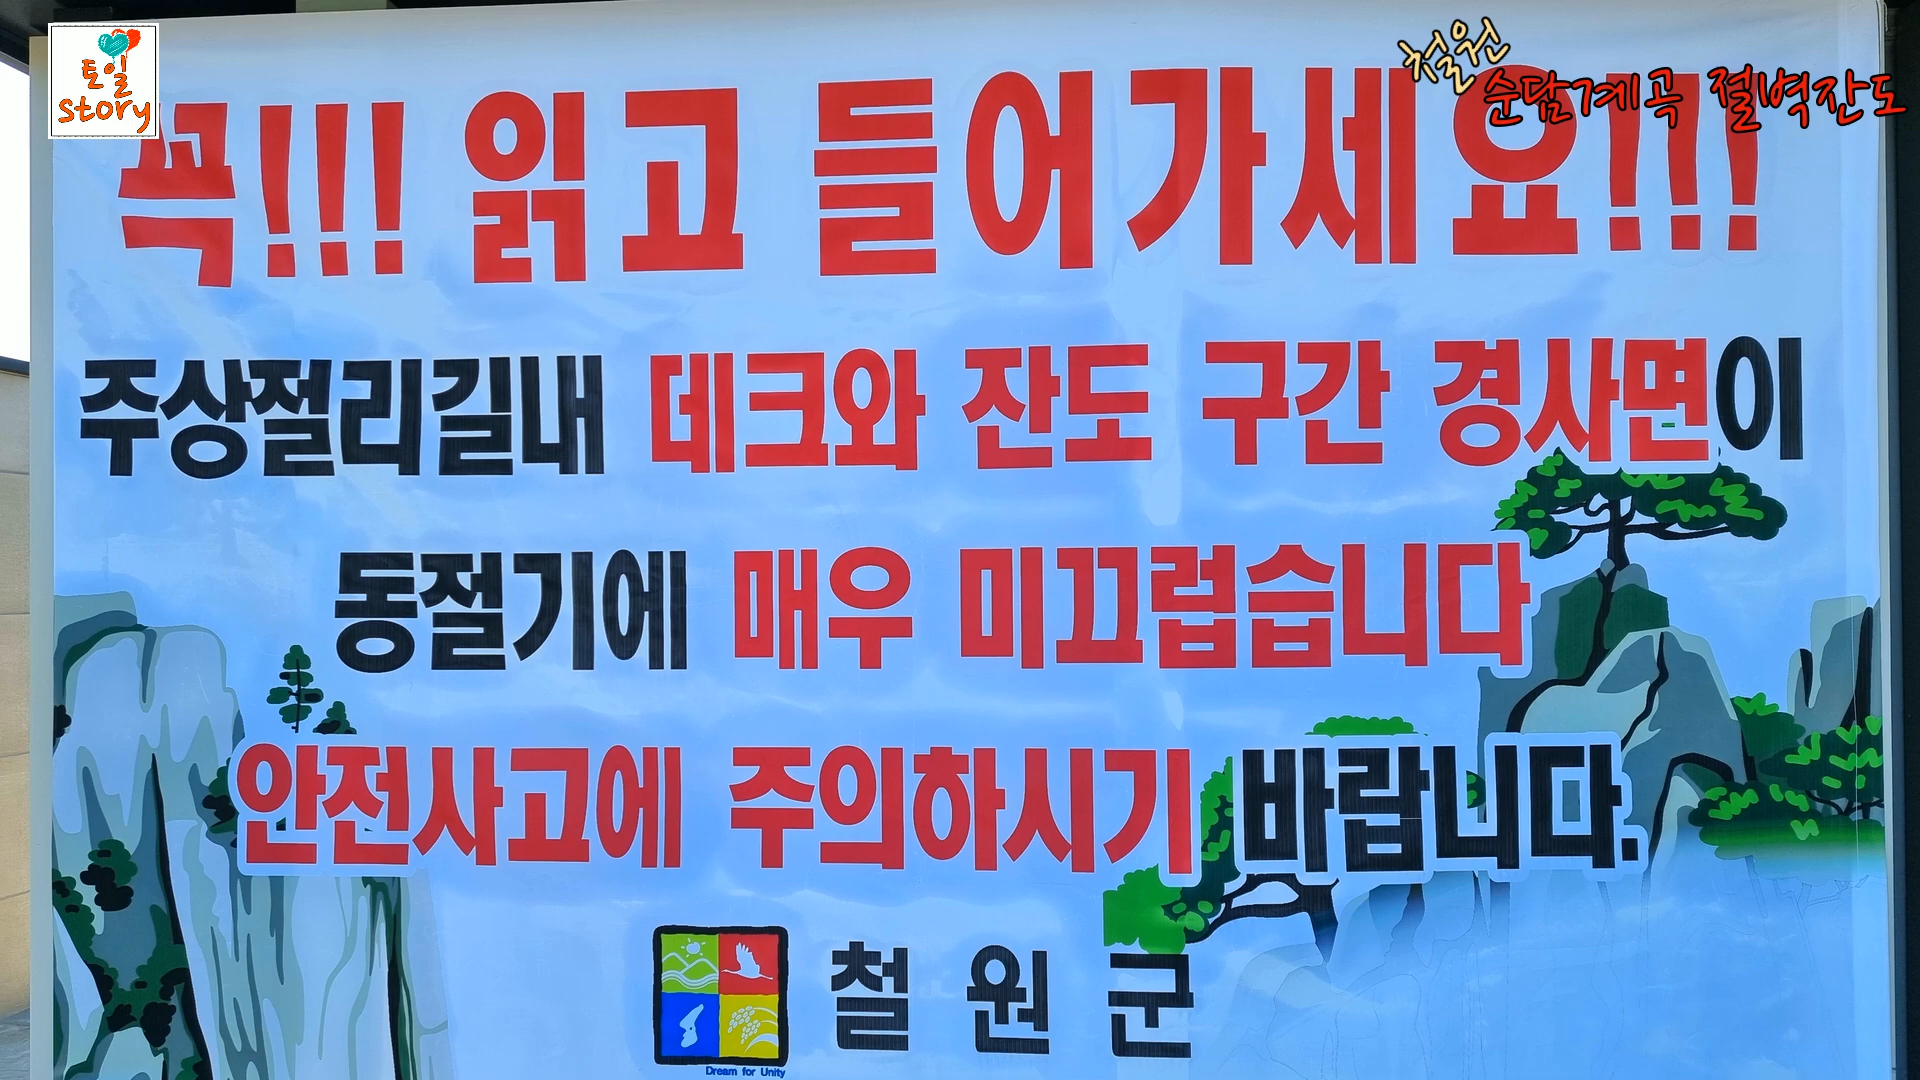 토일
story
철원
순담계곡 절벽잔도
꼭!!! 읽고 들어가세요!!!
주상절리길내 데크와 잔도 구간 경사면이
동절기에 매우 미끄럽습니다
안전사고에 주의하시기 바랍니다.
철원군
Dream for Unity